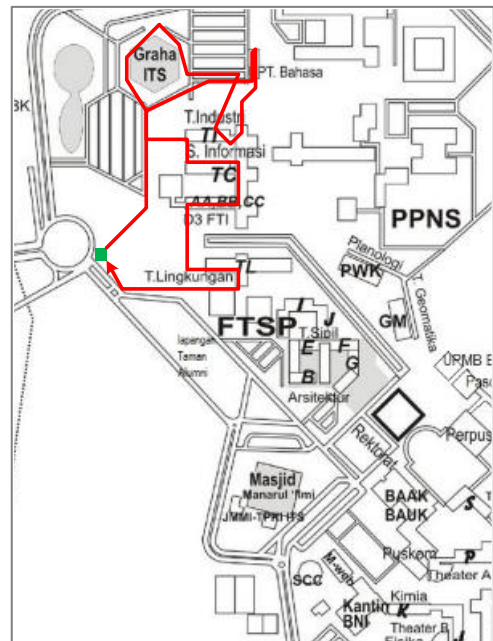 Graha
ITS
PT. Bahasa
BK
T.Industri
TI
S. Informasi
TC
AA,BB,CC
D3 FTI
PPNS
Planologi
PWK
T. Geomatika
TL
T.Lingkungan
I
J
GM
FTSP
T.Sipil
E
F
G
B
lapangan
Taman
Alumni
Arsitektur
URMB
Pasc
Rektorat
Perpus
Masjid
Manarul 'Ilmi
JMMI-TPKI ITS
BAAK
BAUK
S
T
Puskom
P
Theater A
M-web
SCC
Kimia
K
Kantin
BNI
Theater B